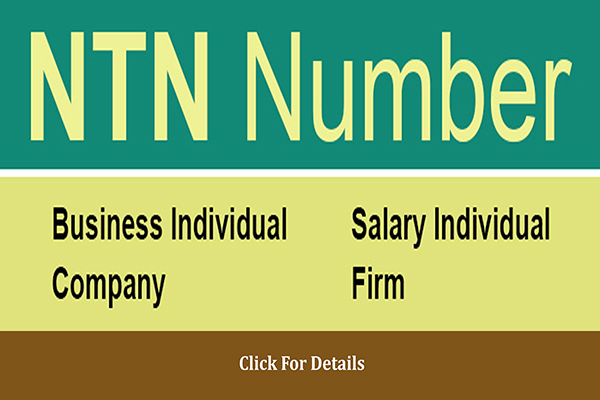 NTN Number
Business Individual
Salary Individual
Company
Firm
Click For Details